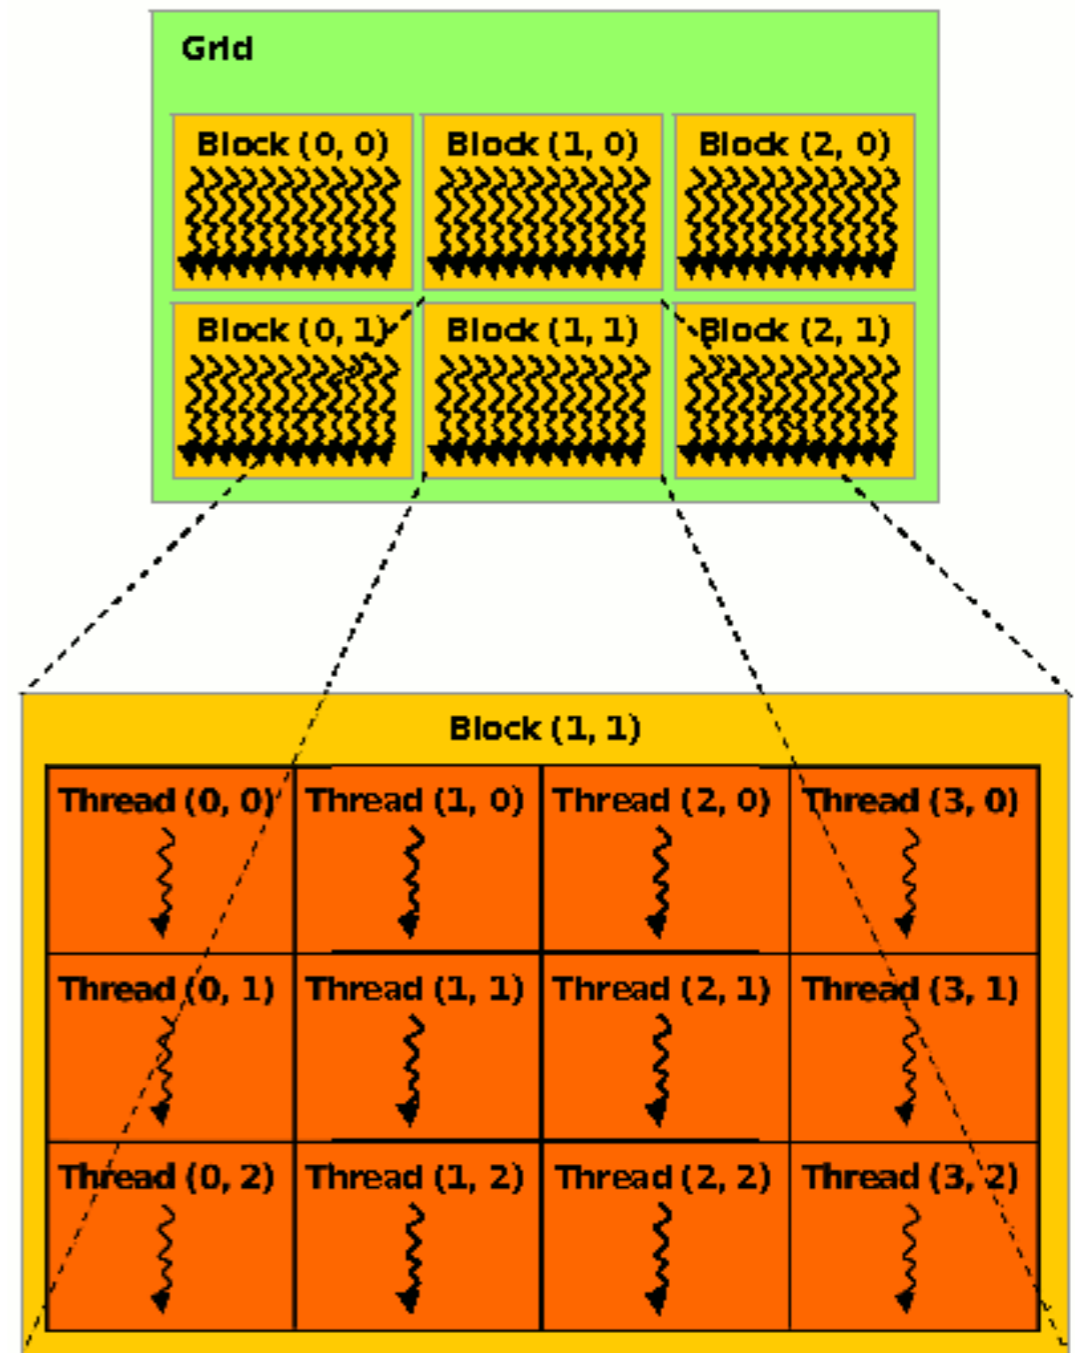 Grid
Block (0, 0) Block (1, 0) Block (2, 0)
Block (0, 1) Block (1, 1) Block (2, 1)
Block (1, 1)
Thread (0, 0) Thread (1, 0) Thread (2, 0) Thread (3, 0)
Thread (0, 1) Thread (1, 1) Thread (2, 1) Thread (3, 1)
Thread (0, 2) Thread (1, 2) Thread (2, 2) Thread (3, 2)